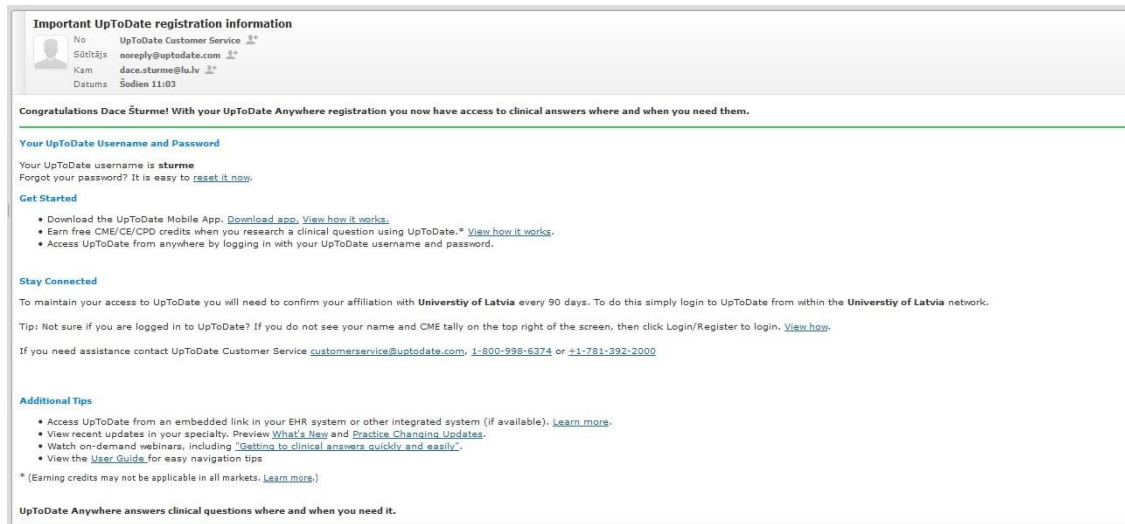 Important UpToDate registration information
No UpToDate Customer Service
Sūtītājs noreply@uptodate.com
Kam dace.sturme@lu.lv
Datums Šodien 11:03
Congratulations Dace Šturme! With your UpToDate Anywhere registration you now have access to clinical answers where and when you need them.
Your UpToDate Username and Password
Your UpToDate username is sturme
Forgot your password? It is easy to reset it now.
Get Started
• Download the UpToDate Mobile App. Download app. View how it works.
• Earn free CME/CE/CPD credits when you research a clinical question using UpToDate.* View how it works.
• Access UpToDate from anywhere by logging in with your UpToDate username and password.
Stay Connected
To maintain your access to UpToDate you will need to confirm your affiliation with Universtiy of Latvia every 90 days. To do this simply login to UpToDate from within the Universtiy of Latvia network.
Tip: Not sure if you are logged in to UpToDate? If you do not see your name and CME tally on the top right of the screen, then click Login/Register to login. View how.
If you need assistance contact UpToDate Customer Service customerservice@uptodate.com, 1-800-998-6374 or +1-781-392-2000
Additional Tips
• Access UpToDate from an embedded link in your EHR system or other integrated system (if available). Learn more.
• View recent updates in your specialty. Preview What's New and Practice Changing Updates.
• Watch on-demand webinars, including "Getting to clinical answers quickly and easily".
• View the User Guide for easy navigation tips
* (Earning credits may not be applicable in all markets. Learn more.)
UpToDate Anywhere answers clinical questions where and when you need it.